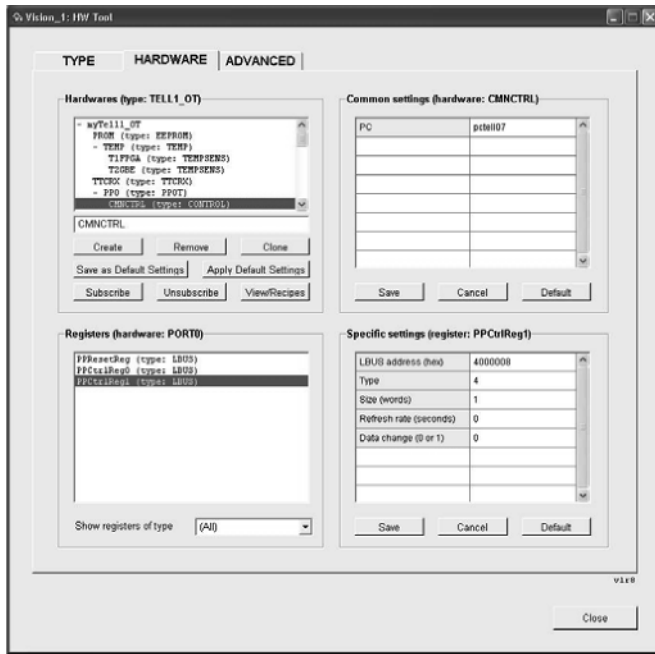 Vision_1: HW Tool
TYPE HARDWARE ADVANCED
Hardwares (type: TELL1_OT)
- myTell1_OT
PROM (type: EEPROM)
- TEMP (type: TEMP)
T1FPGA (type: TEMPSENS)
T2GBE (type: TEMPSENS)
TTCRX (type: TTCRX)
- PP0 (type: PPOT)
CMNCTRL (type: CONTROL)
CMNCTRL
Create Remove Clone
Save as Default Settings Apply Default Settings
Subscribe Unsubscribe View/Recipes
Common settings (hardware: CMNCTRL)
PC pctell07
Save Cancel Default
Registers (hardware: PORT0)
PPResetReg (type: LBUS)
PPCtrlReg0 (type: LBUS)
PPCtrlReg1 (type: LBUS)
Show registers of type (All)
Specific settings (register: PPCtrlReg1)
LBUS address (hex) 4000008
Type 4
Size (words) 1
Refresh rate (seconds) 0
Data change (0 or 1) 0
Save Cancel Default
v1r8
Close